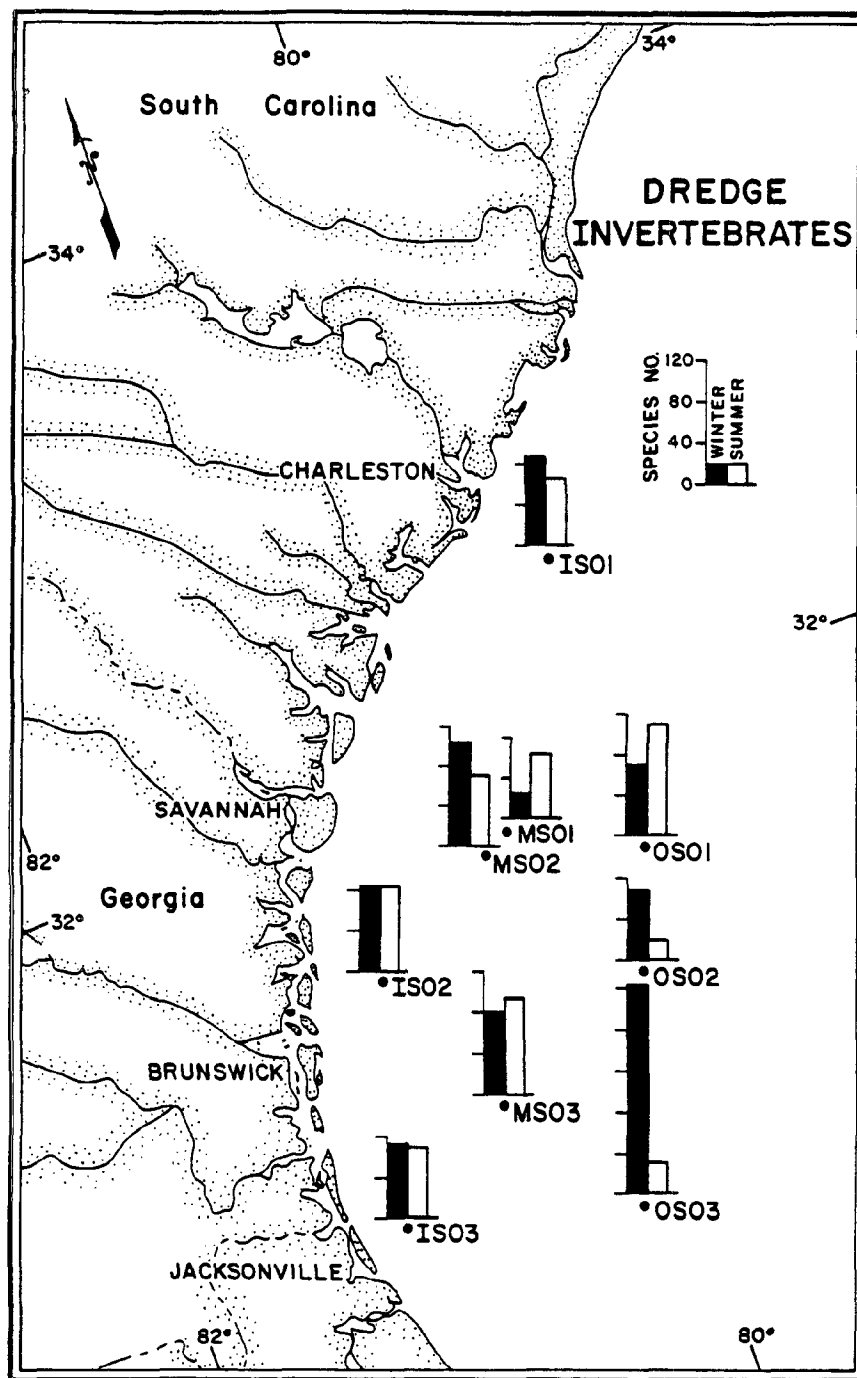 80°
34°
South Carolina
N
DREDGE
INVERTEBRATES
34°
SPECIES NO.
120
80
40
0
WINTER
SUMMER
CHARLESTON
IS01
32°
SAVANNAH
MS01
MS02
OS01
82°
Georgia
32°
IS02
OS02
BRUNSWICK
MS03
OS03
IS03
JACKSONVILLE
82°
80°